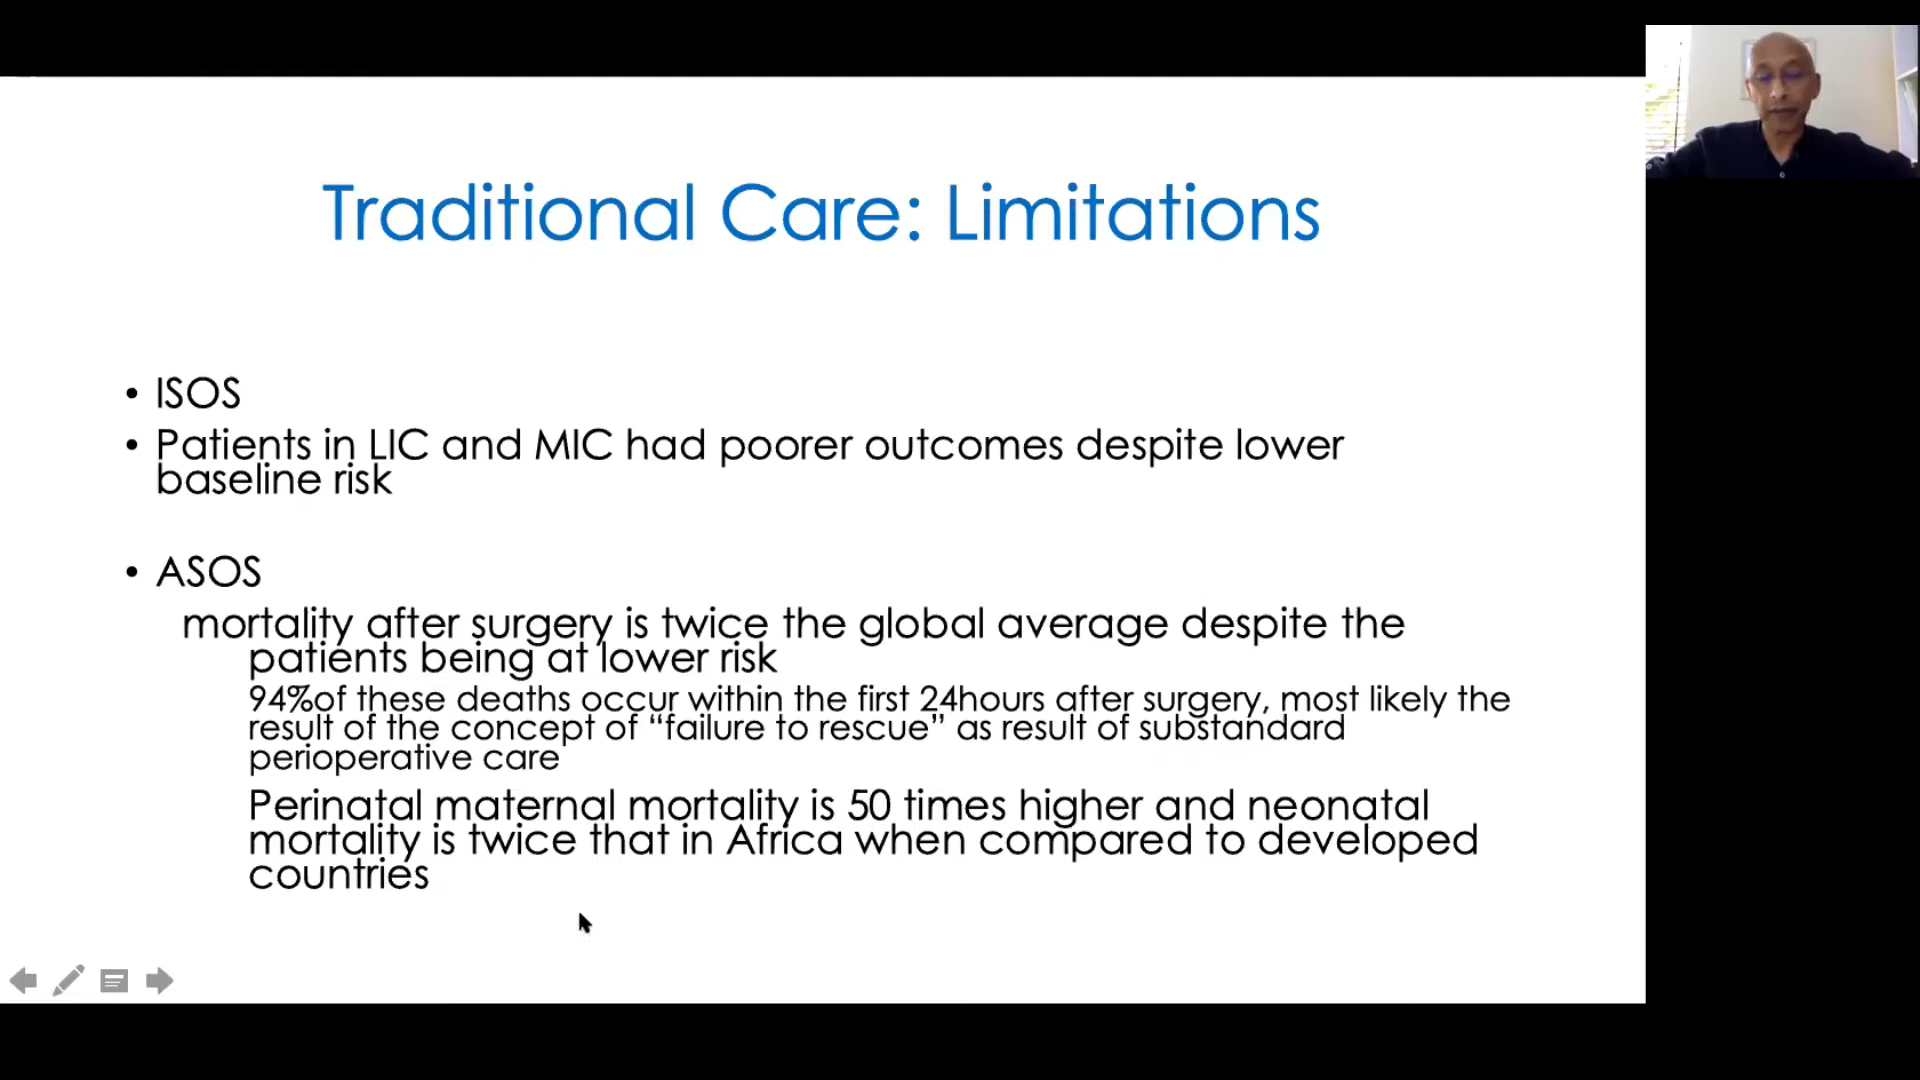 Traditional Care: Limitations
• ISOS
• Patients in LIC and MIC had poorer outcomes despite lower
baseline risk
• ASOS
mortality after surgery is twice the global average despite the
patients being at lower risk
94%of these deaths occur within the first 24hours after surgery, most likely the
result of the concept of “failure to rescue” as result of substandard
perioperative care
Perinatal maternal mortality is 50 times higher and neonatal
mortality is twice that in Africa when compared to developed
countries